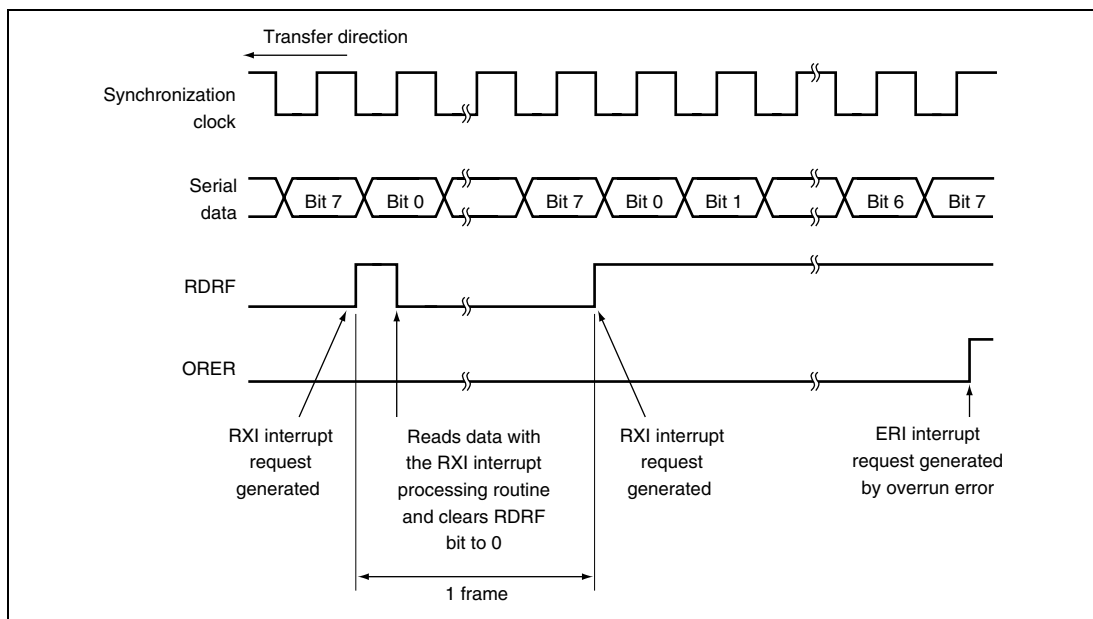 Transfer direction
Synchronization
clock
Serial
data
Bit 7
Bit 0
Bit 7
Bit 0
Bit 1
Bit 6
Bit 7
RDRF
ORER
RXI interrupt
request
generated
Reads data with
the RXI interrupt
processing routine
and clears RDRF
bit to 0
RXI interrupt
request
generated
ERI interrupt
request generated
by overrun error
1 frame